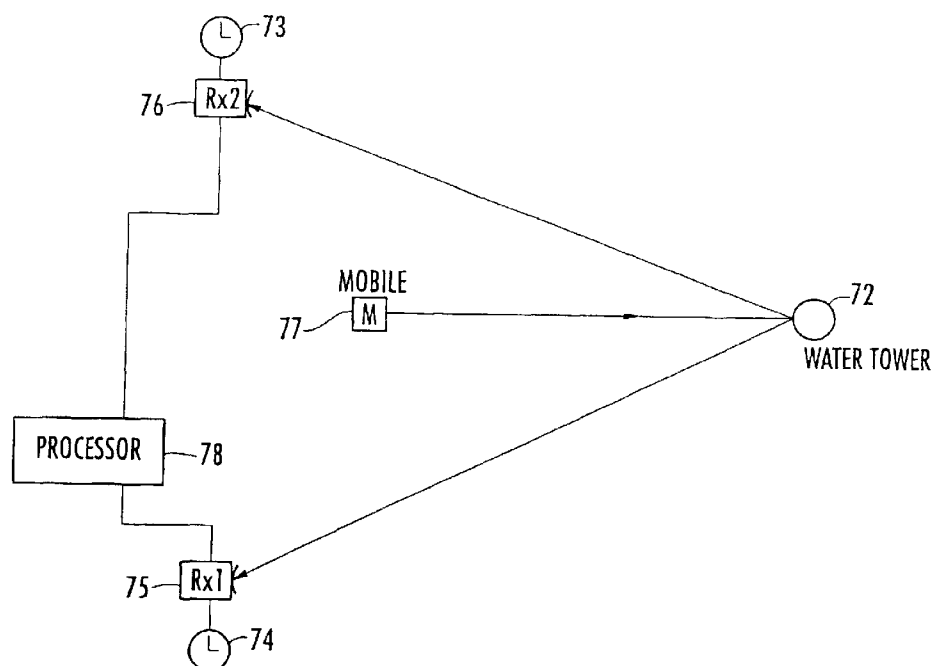 73
Rx2
76
MOBILE
M
77
72
WATER TOWER
PROCESSOR
78
Rx1
75
74